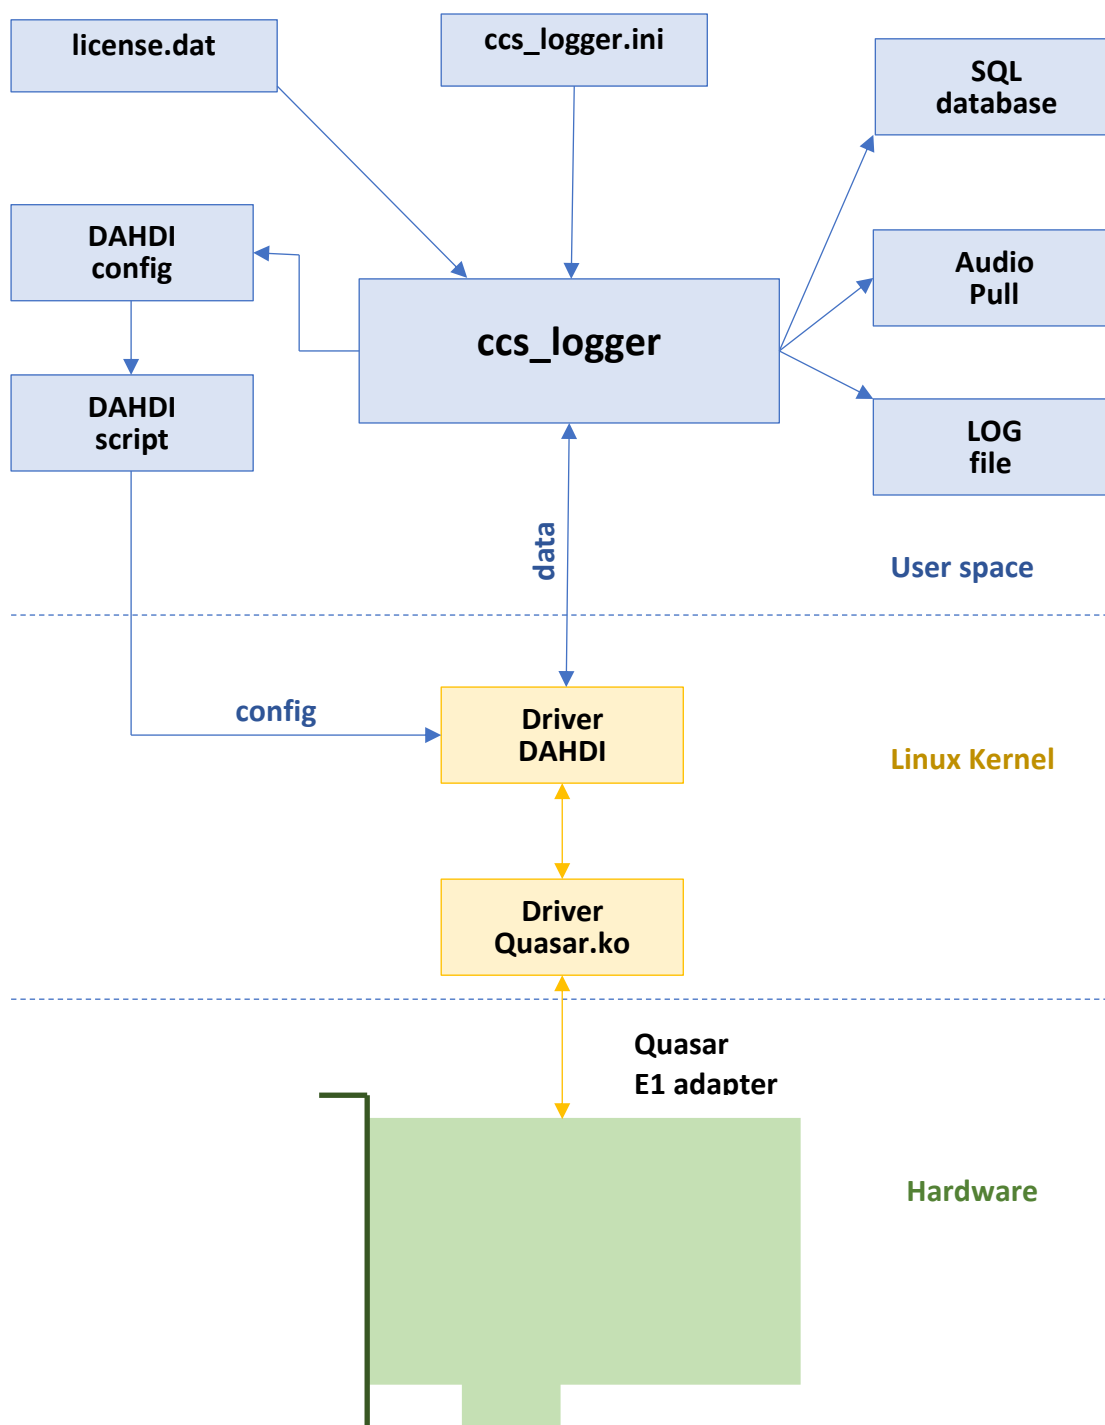 license.dat
ccs_logger.ini
SQL
database
DAHDI
config
Audio
Pull
ccs_logger
DAHDI
script
LOG
file
data
User space
config
Driver
DAHDI
Linux Kernel
Driver
Quasar.ko
Quasar
E1 adapter
Hardware